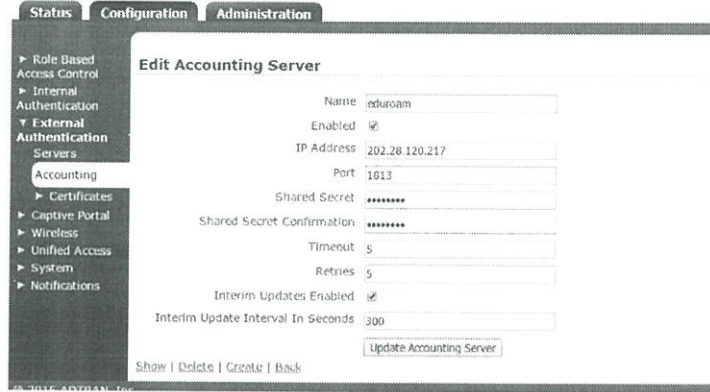 Status Configuration Administration
► Role Based
Access Control
► Internal
Authentication
▼ External
Authentication
Servers
Accounting
► Certificates
► Captive Portal
► Wireless
► Unified Access
► System
► Notifications
Edit Accounting Server
Name eduroam
Enabled
IP Address 202.28.120.217
Port 1813
Shared Secret ••••••••
Shared Secret Confirmation ••••••••
Timeout 5
Retries 5
Interim Updates Enabled
Interim Update Interval In Seconds 300
Update Accounting Server
Show | Delete | Create | Back
© 2015 ADTRAN, Inc